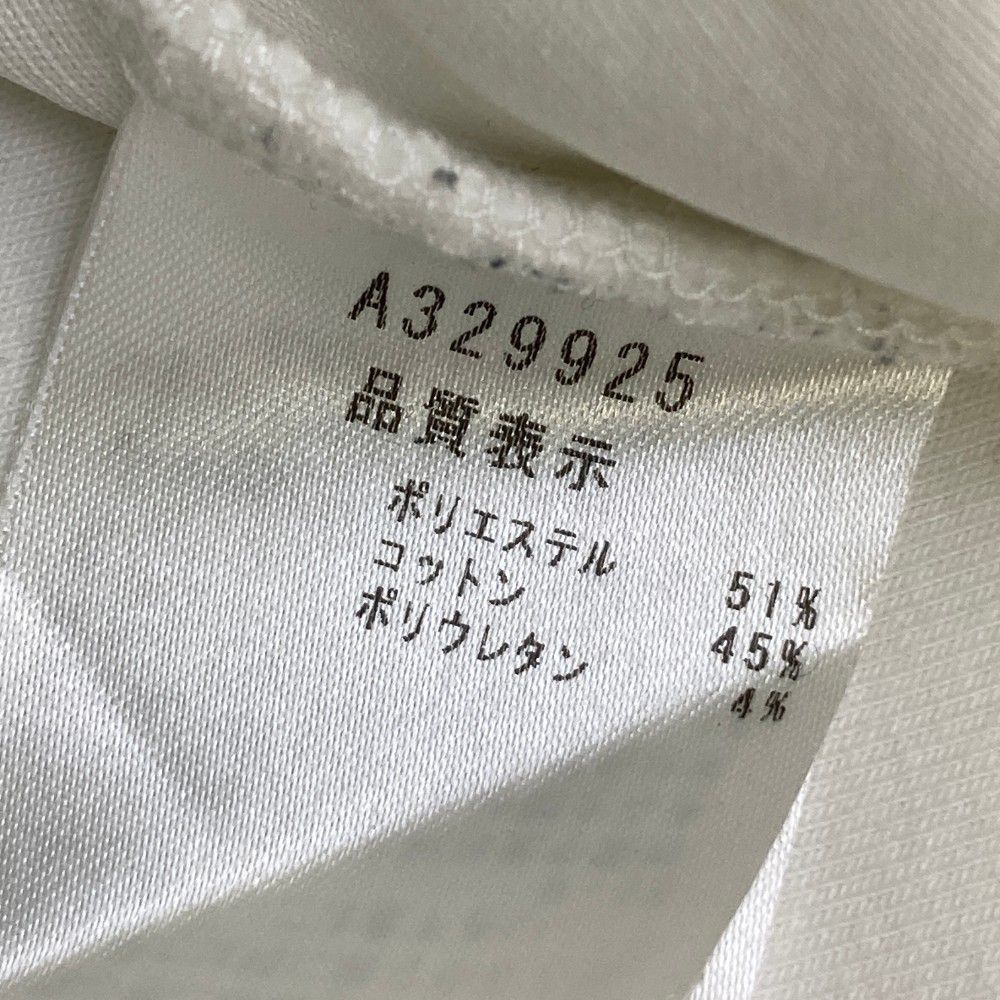 A329925
品質表示
ポリエステル 51%
コットン 45%
ポリウレタン 4%